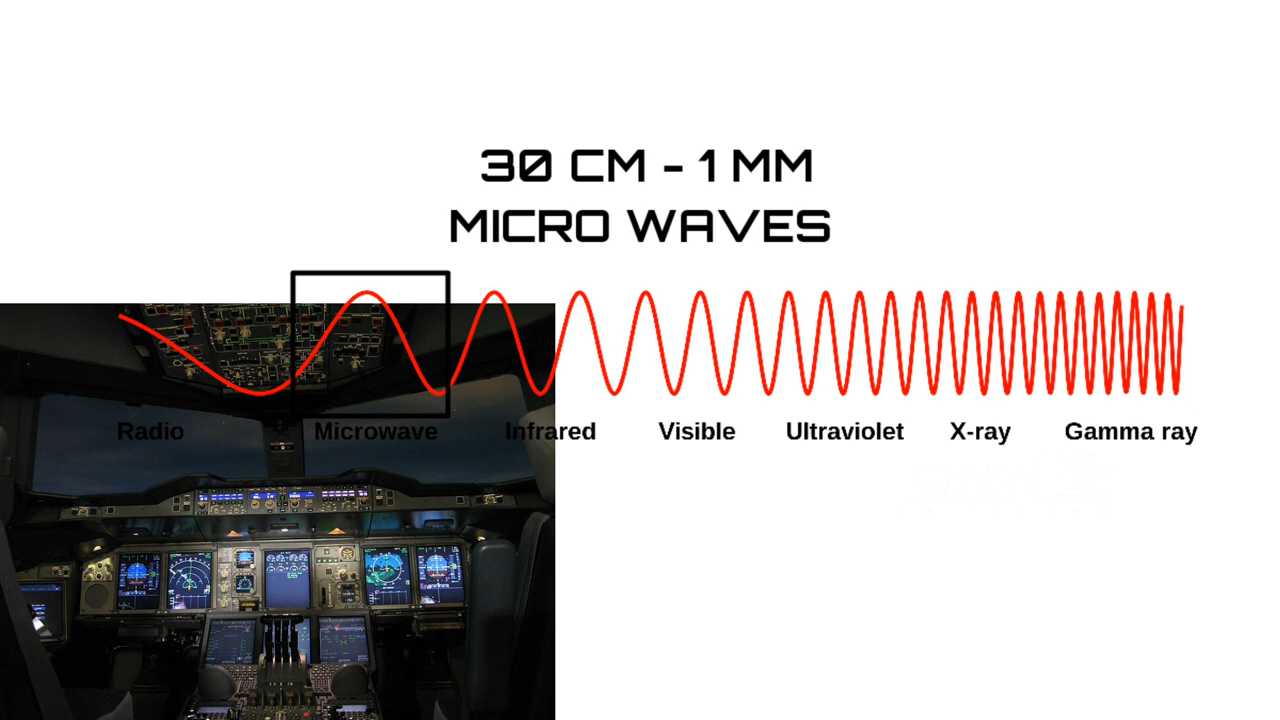 30 CM - 1 MM
MICRO WAVES
Radio Microwave Infrared Visible Ultraviolet X-ray Gamma ray